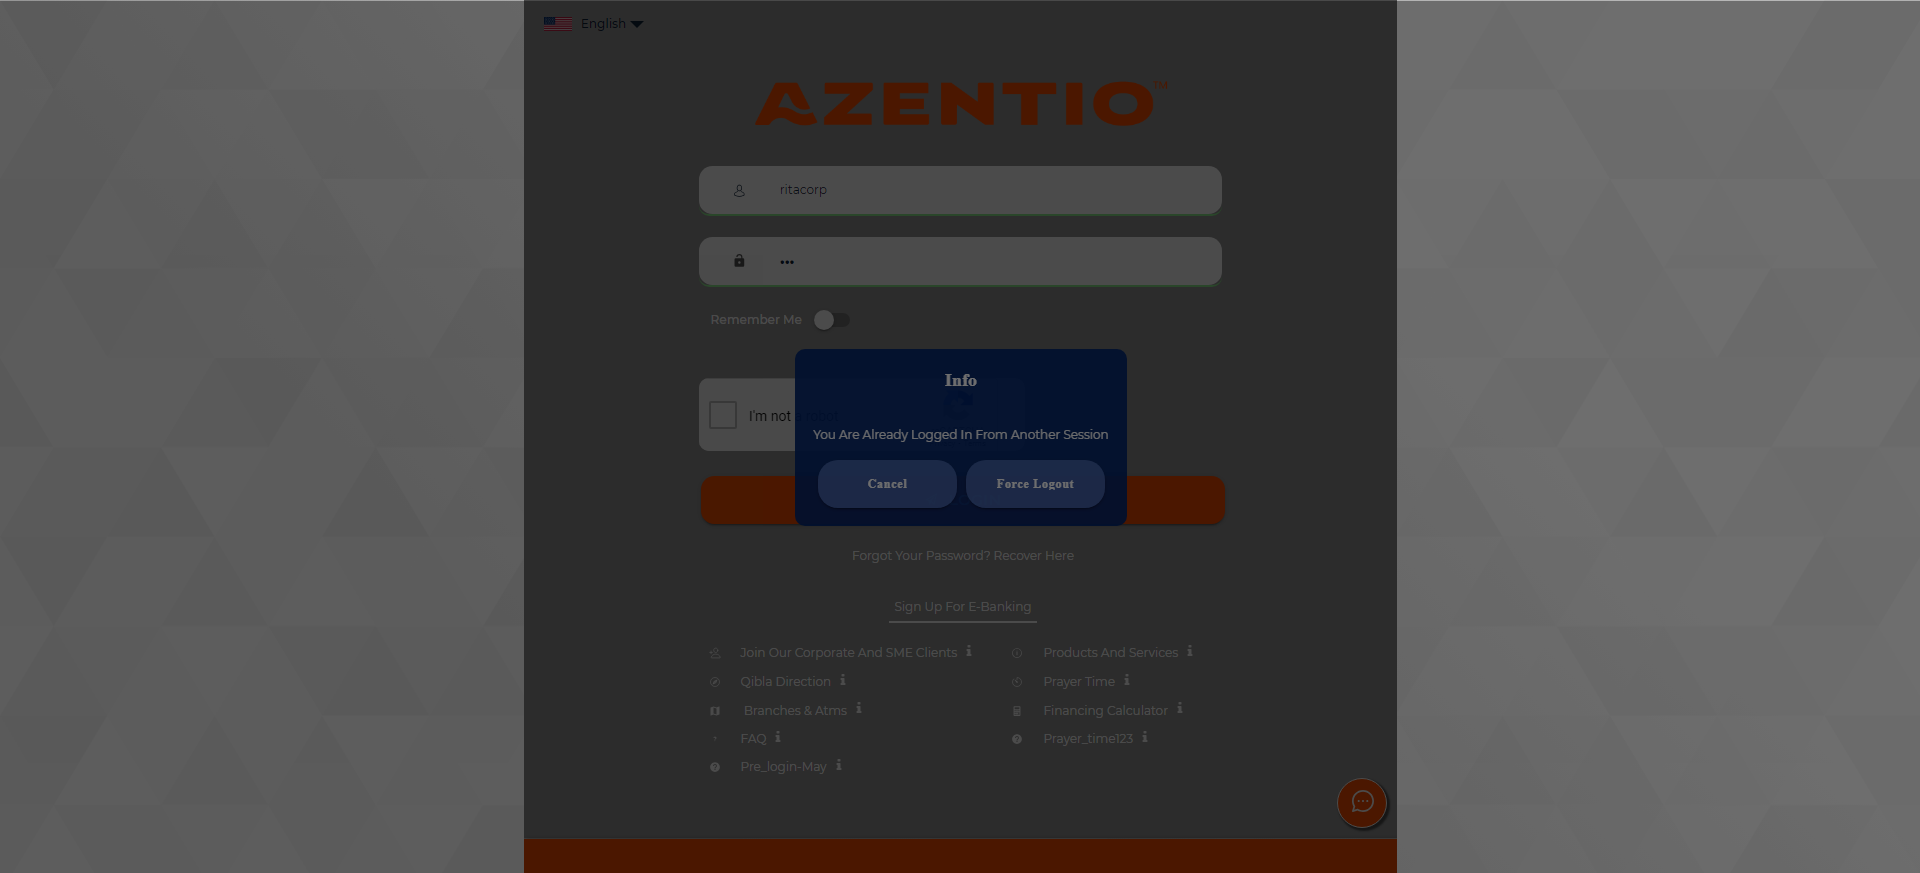 English
AZENTIO™
ritacorp
•••
Remember Me
I'm not
Info
You Are Already Logged In From Another Session
Cancel Force Logout
Forgot Your Password? Recover Here
Sign Up For E-Banking
Join Our Corporate And SME Clients Products And Services
Qibla Direction Prayer Time
Branches & Atms Financing Calculator
FAQ Prayer_time123
Pre_login-May